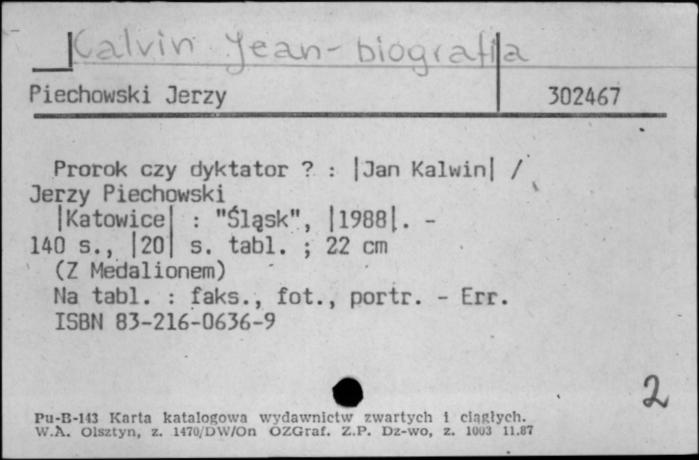 Calvin Jean - biografia
Piechowski Jerzy 302467
Prorok czy dyktator ? : |Jan Kalwin| /
Jerzy Piechowski
|Katowice| : "Śląsk", |1988|. -
140 s., |20| s. tabl. ; 22 cm
(Z Medalionem)
Na tabl. : faks., fot., portr. - Err.
ISBN 83-216-0636-9
2
Pu-B-143 Karta katalogowa wydawnictw zwartych i ciągłych.
W.A. Olsztyn, z. 1470/DW/On OZGraf. Z.P. Dz-wo, z. 1003 11.87